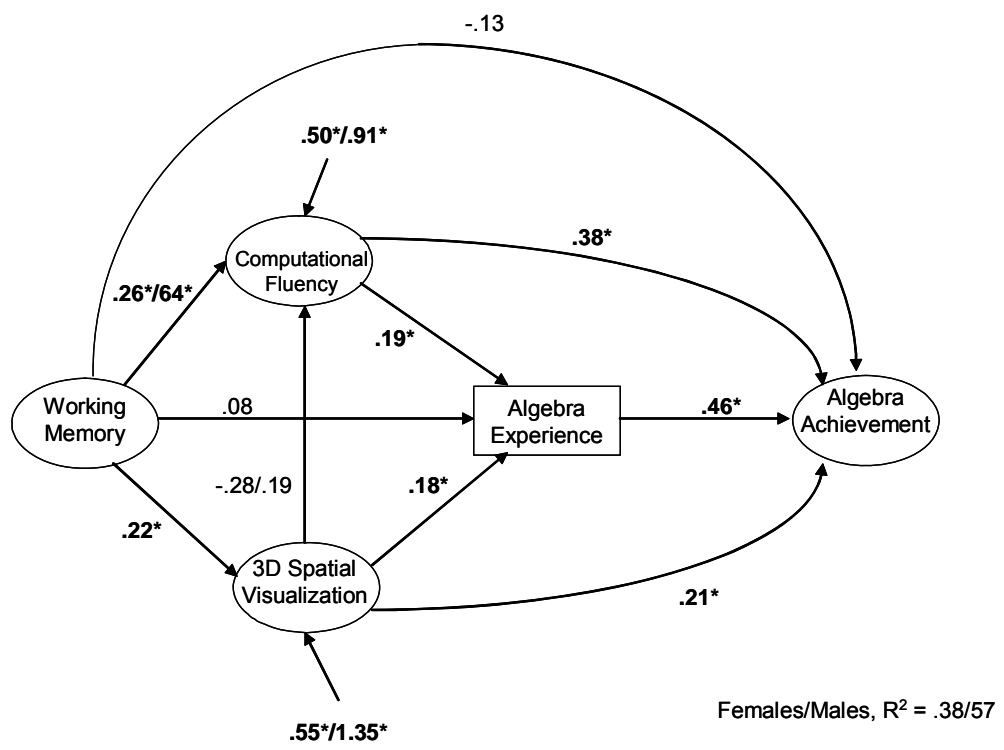 -.13
.50*/.91*
Computational
Fluency
.38*
.26*/64*
.19*
Working
Memory
.08
Algebra
Experience
.46*
Algebra
Achievement
-.28/.19
.18*
.22*
3D Spatial
Visualization
.21*
.55*/1.35*
Females/Males, R² = .38/57